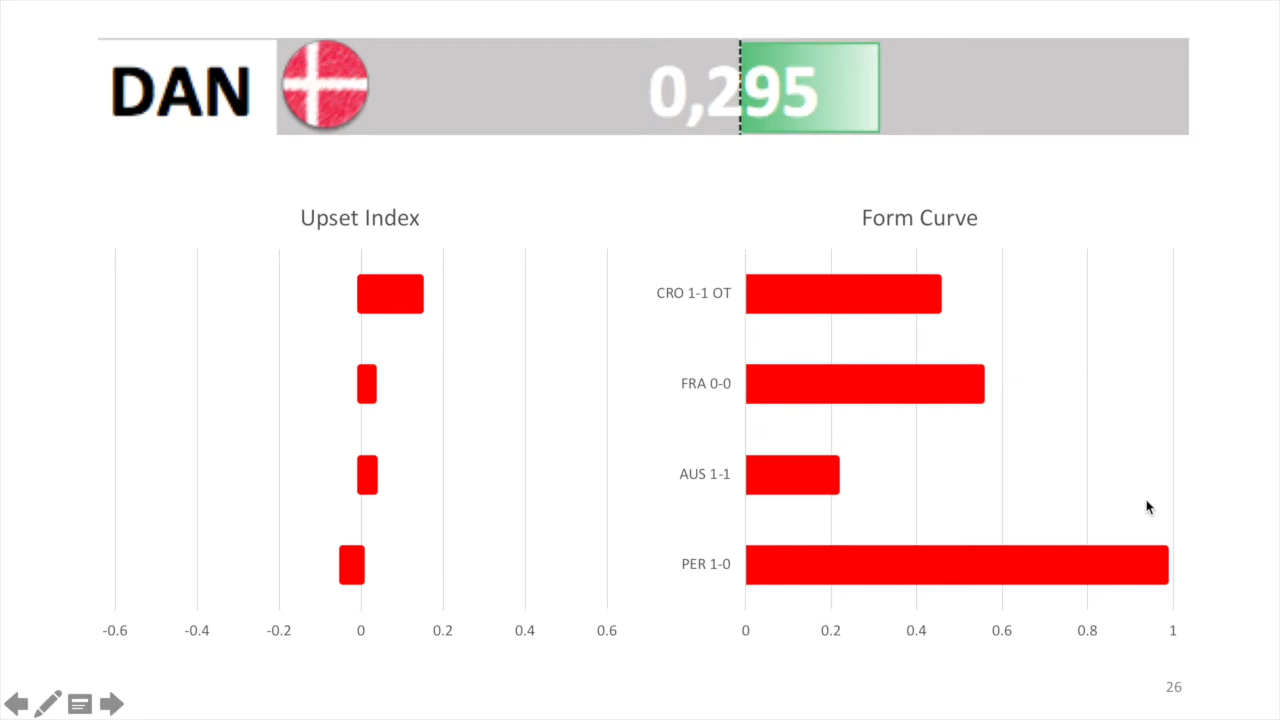 DAN 0,295
Upset Index
-0.6 -0.4 -0.2 0 0.2 0.4 0.6
Form Curve
CRO 1-1 OT
FRA 0-0
AUS 1-1
PER 1-0
0 0.2 0.4 0.6 0.8 1
26